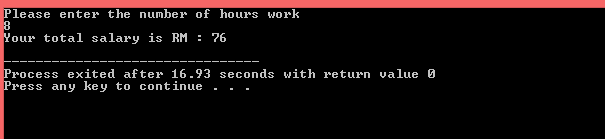 Please enter the number of hours work
8
Your total salary is RM : 76
--------------------------------
Process exited after 16.93 seconds with return value 0
Press any key to continue . . .